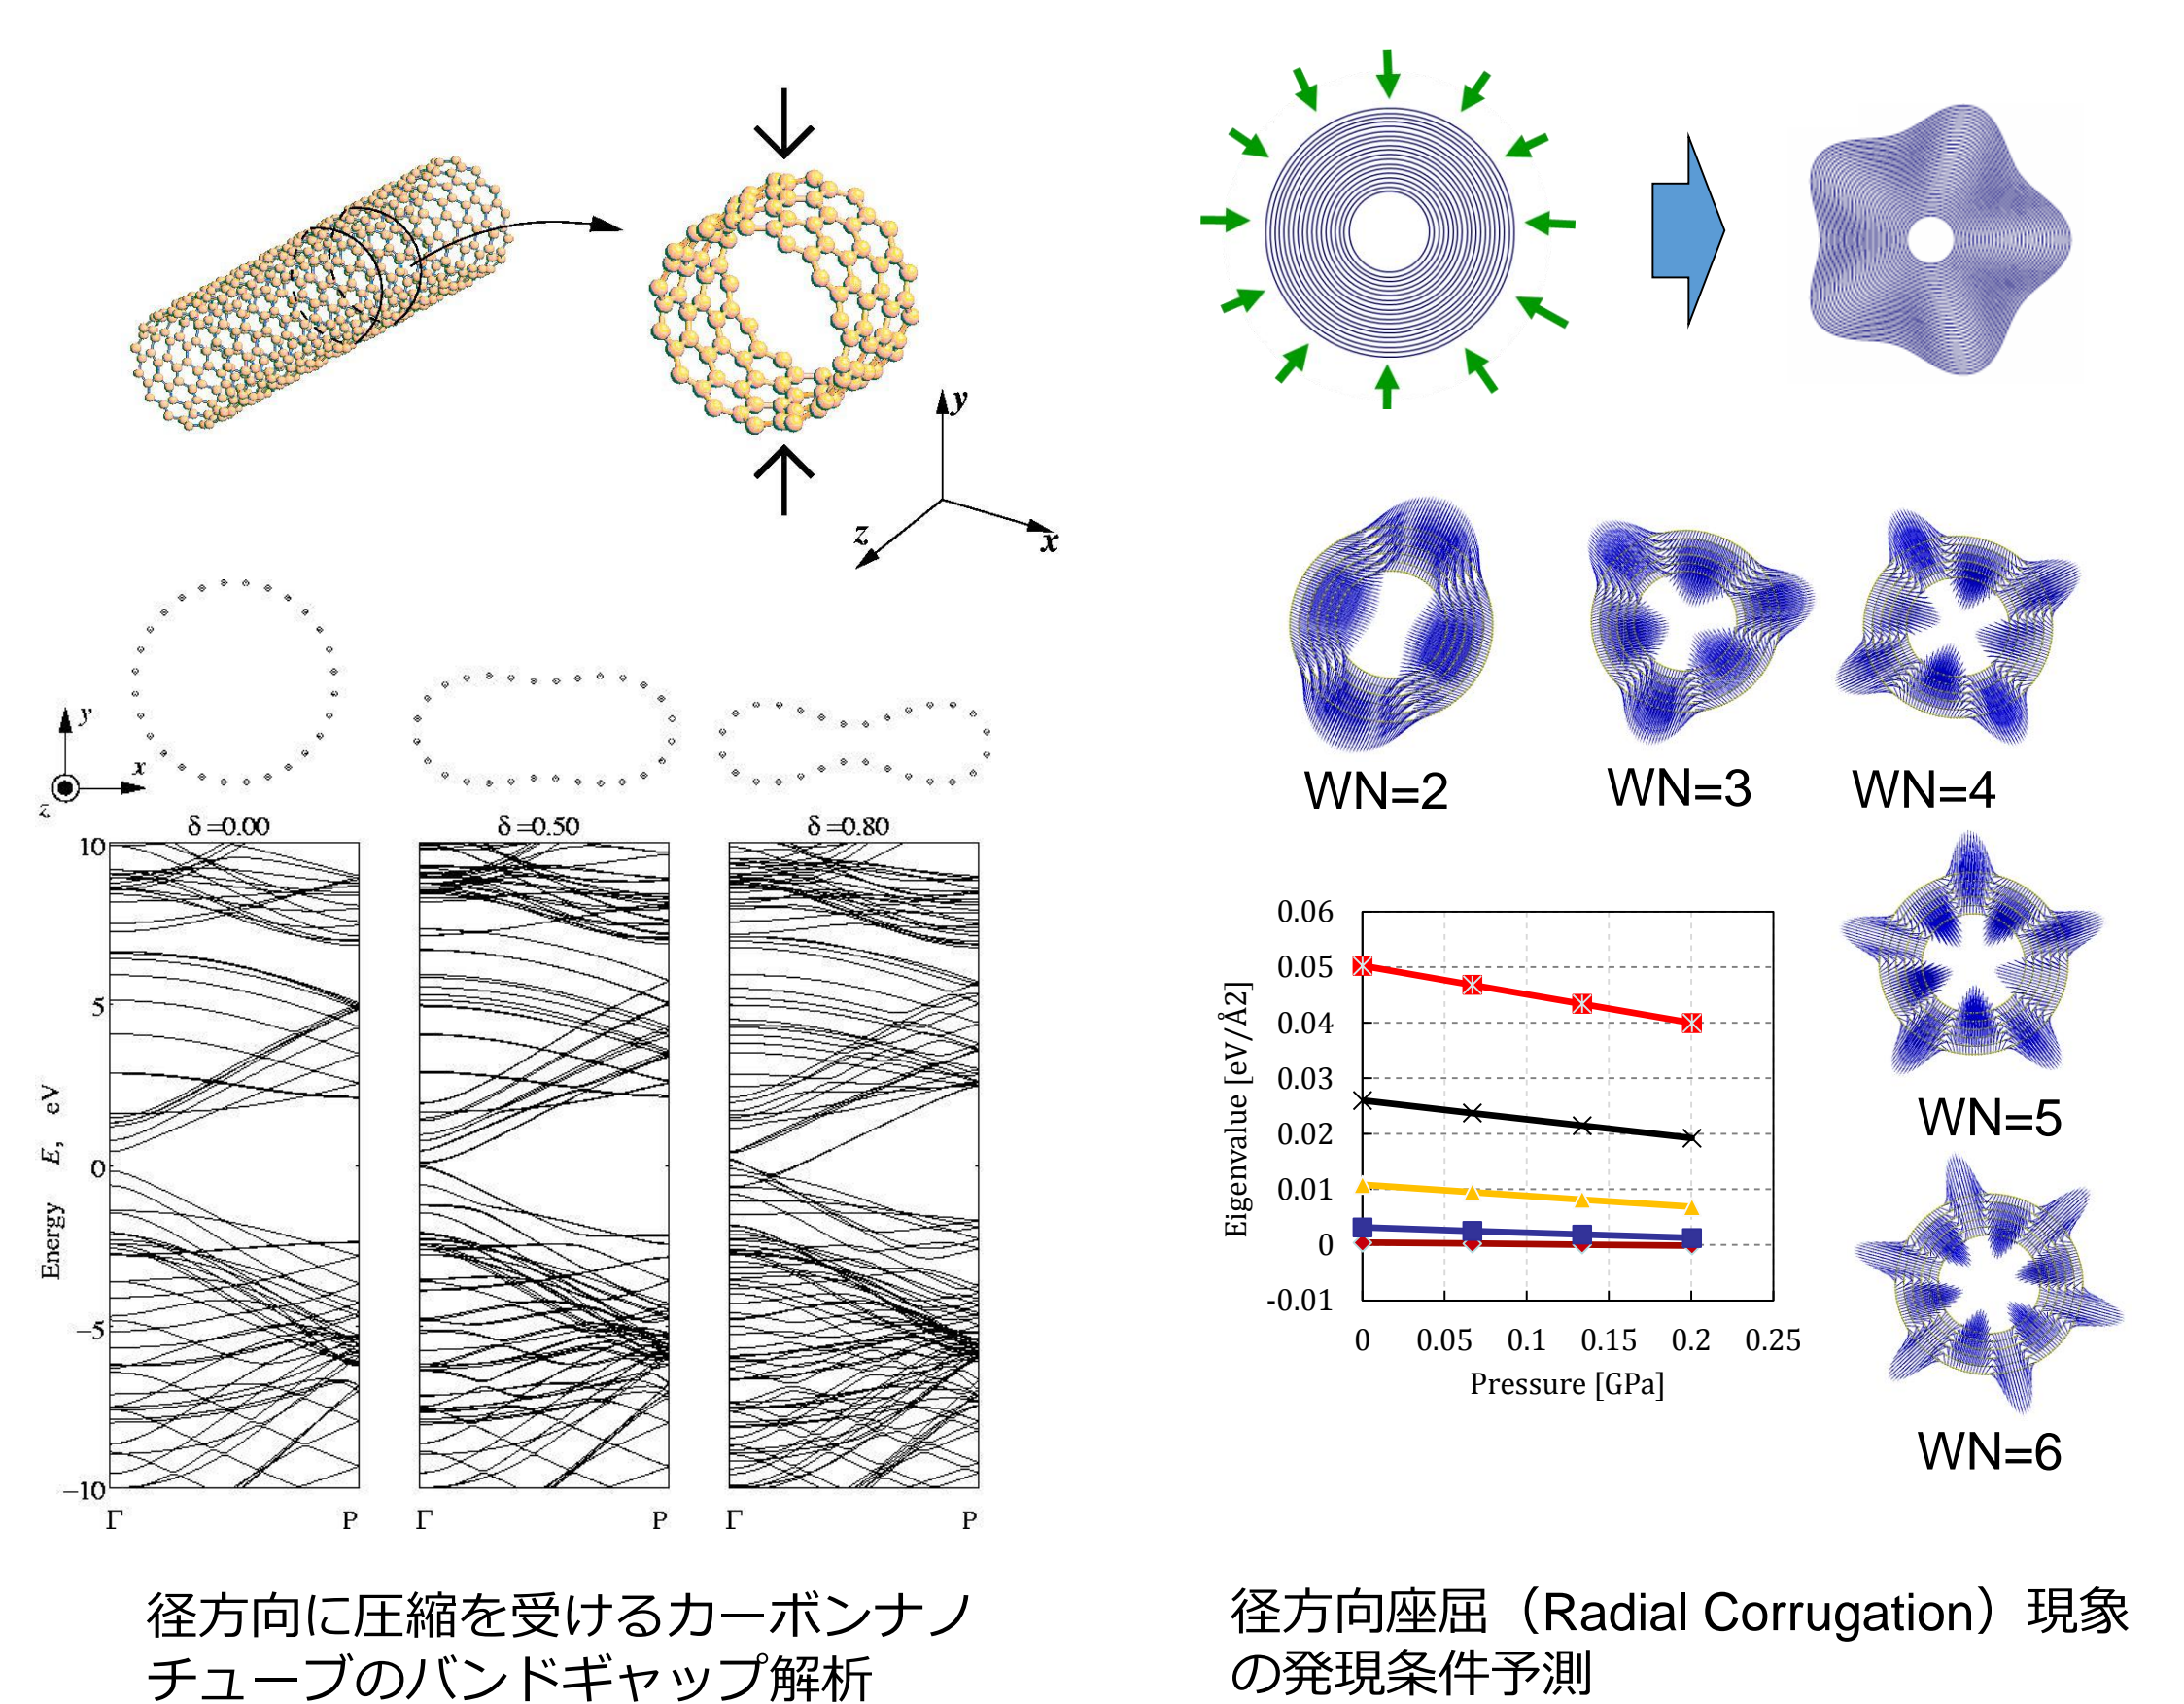 y
z
x
y
x
z
δ=0.00
δ=0.50
δ=0.80
10
5
0
−5
−10
Energy E, eV
Γ
P
Γ
P
Γ
P
径方向に圧縮を受けるカーボンナノ
チューブのバンドギャップ解析
WN=2
WN=3
WN=4
WN=5
WN=6
0.06
0.05
0.04
0.03
0.02
0.01
0
-0.01
Eigenvalue [eV/Å2]
0
0.05
0.1
0.15
0.2
0.25
Pressure [GPa]
径方向座屈（Radial Corrugation）現象
の発現条件予測